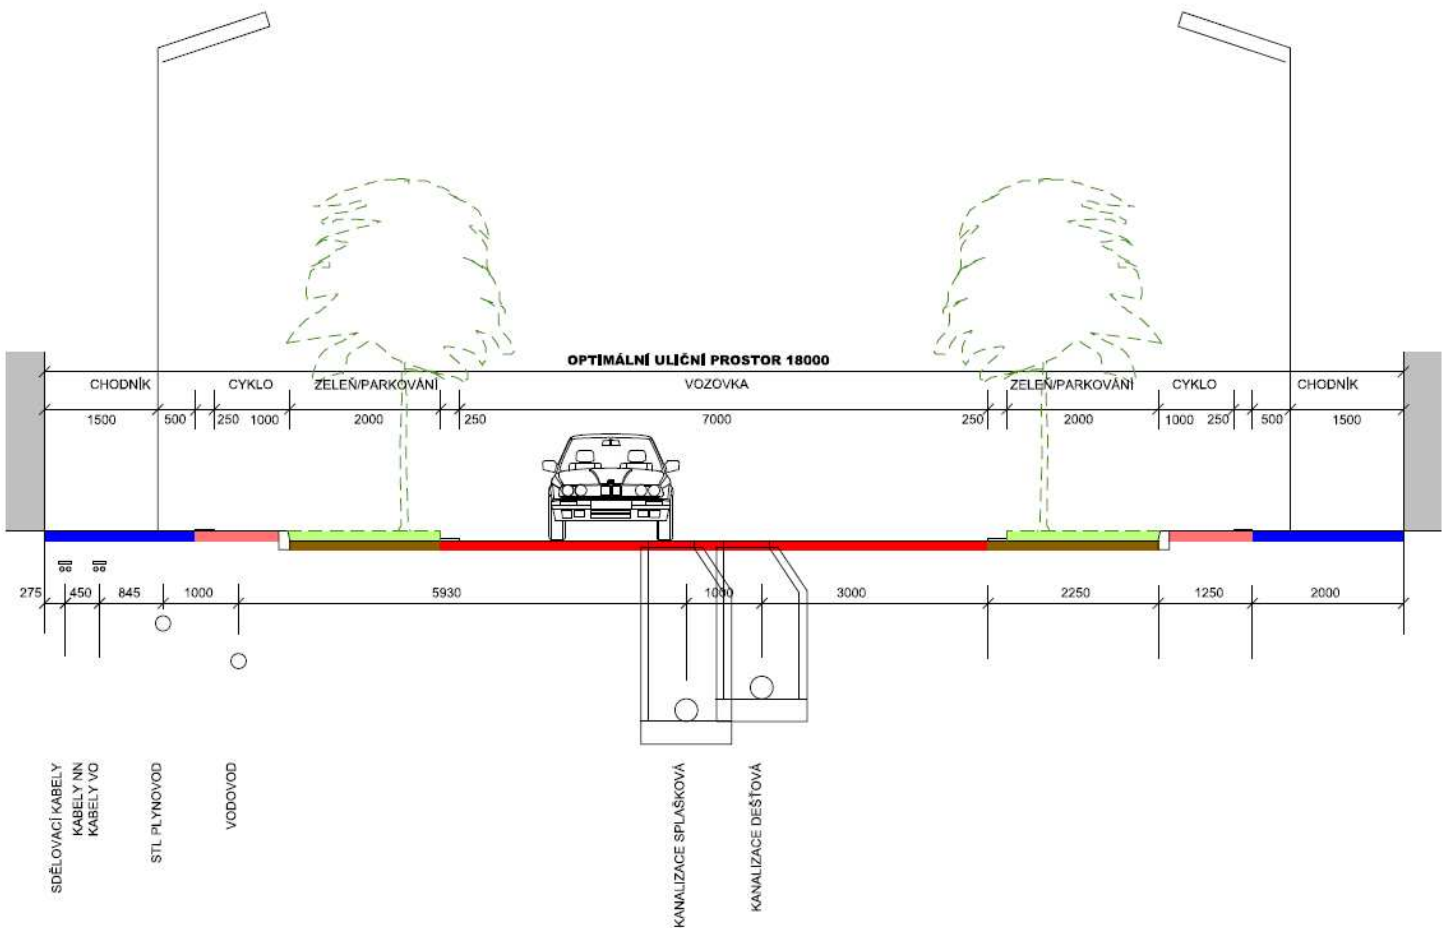 OPTIMÁLNÍ ULIČNÍ PROSTOR 18000
CHODNÍK CYKLO ZELEŇ/PARKOVÁNÍ VOZOVKA ZELEŇ/PARKOVÁNÍ CYKLO CHODNÍK
1500 500 250 1000 2000 250 7000 250 2000 1000 250 500 1500
275 450 845 1000 5930 1000 3000 2250 1250 2000
SDĚLOVACÍ KABELY
KABELY NN
KABELY VO
STL PLYNOVOD
VODOVOD
KANALIZACE SPLAŠKOVÁ
KANALIZACE DEŠŤOVÁ